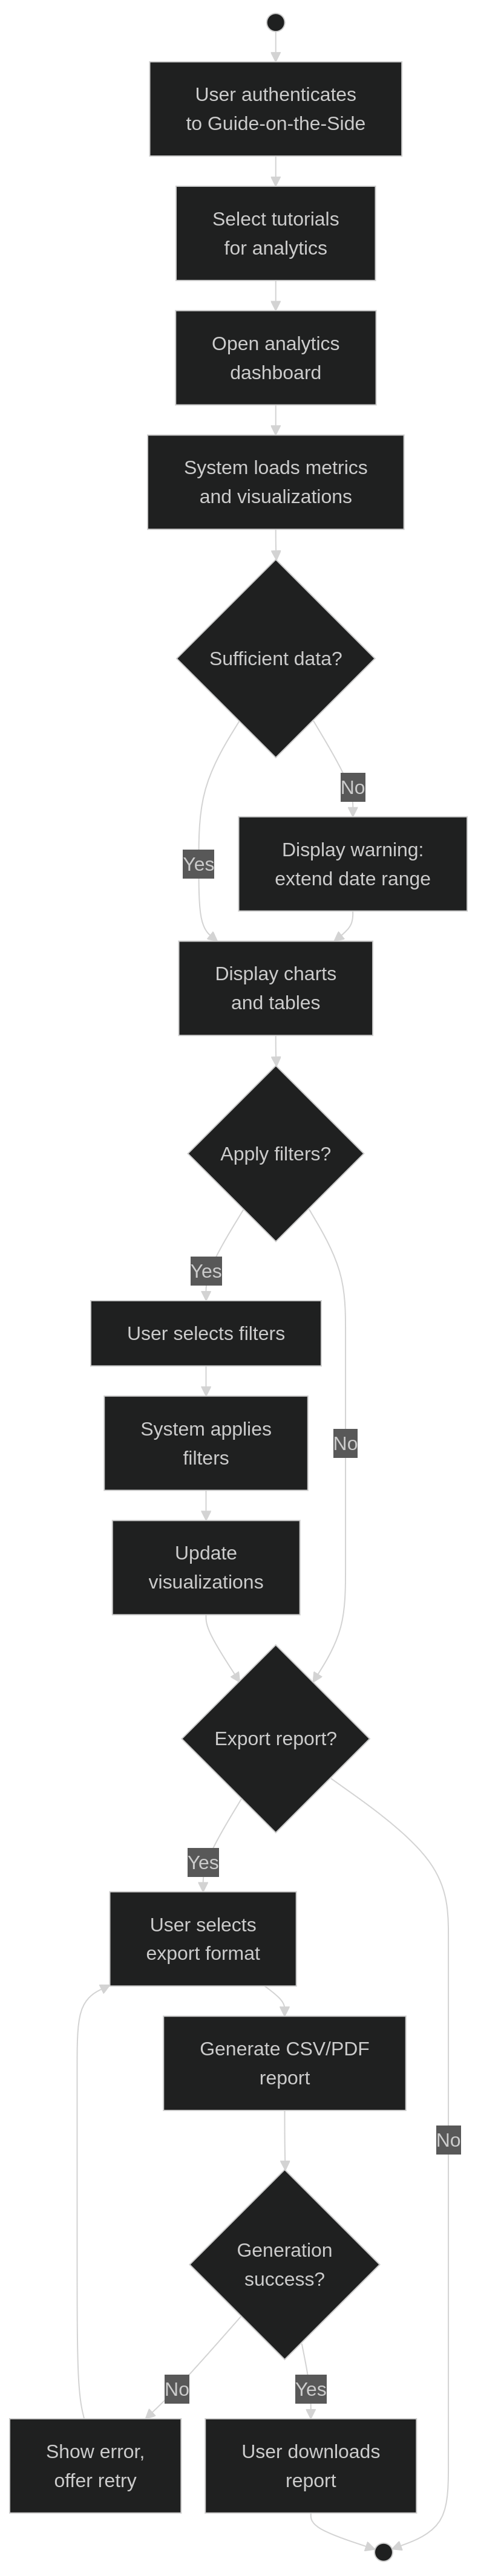 User authenticates
to Guide-on-the-Side
Select tutorials
for analytics
Open analytics
dashboard
System loads metrics
and visualizations
Sufficient data?
No
Yes
Display warning:
extend date range
Display charts
and tables
Apply filters?
Yes
User selects filters
No
System applies
filters
Update
visualizations
Export report?
Yes
User selects
export format
Generate CSV/PDF
report
No
Generation
success?
No
Yes
Show error,
offer retry
User downloads
report